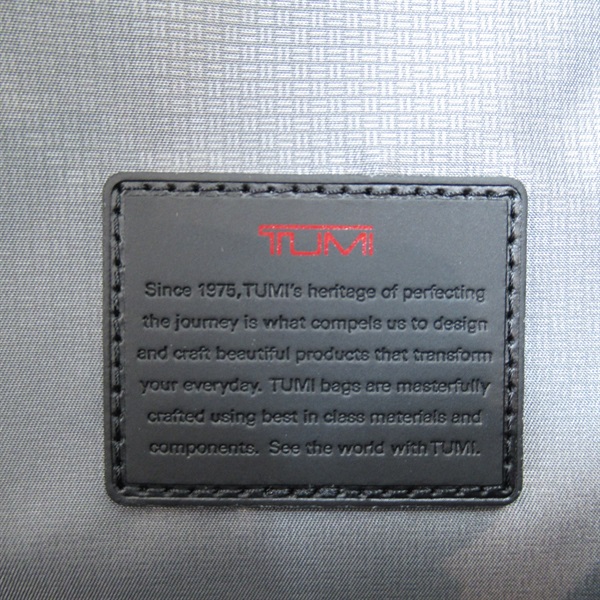 TUMI
Since 1975, TUMI's heritage of perfecting
the journey is what compels us to design
and craft beautiful products that transform
your everyday. TUMI bags are masterfully
crafted using best in class materials and
components. See the world with TUMI.